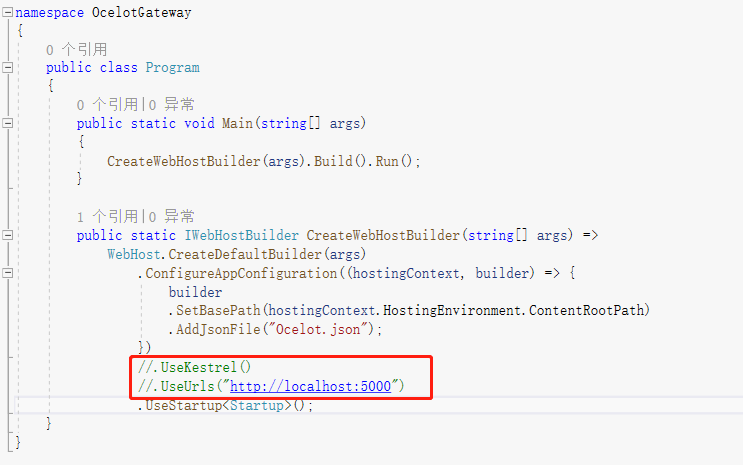 namespace OcelotGateway
{
0 个引用
public class Program
{
0 个引用|0 异常
public static void Main(string[] args)
{
CreateWebHostBuilder(args).Build().Run();
}
1 个引用|0 异常
public static IWebHostBuilder CreateWebHostBuilder(string[] args) =>
WebHost.CreateDefaultBuilder(args)
.ConfigureAppConfiguration((hostingContext, builder) => {
builder
.SetBasePath(hostingContext.HostingEnvironment.ContentRootPath)
.AddJsonFile("Ocelot.json");
})
//.UseKestrel()
//.UseUrls("http://localhost:5000")
.UseStartup<Startup>();
}
}